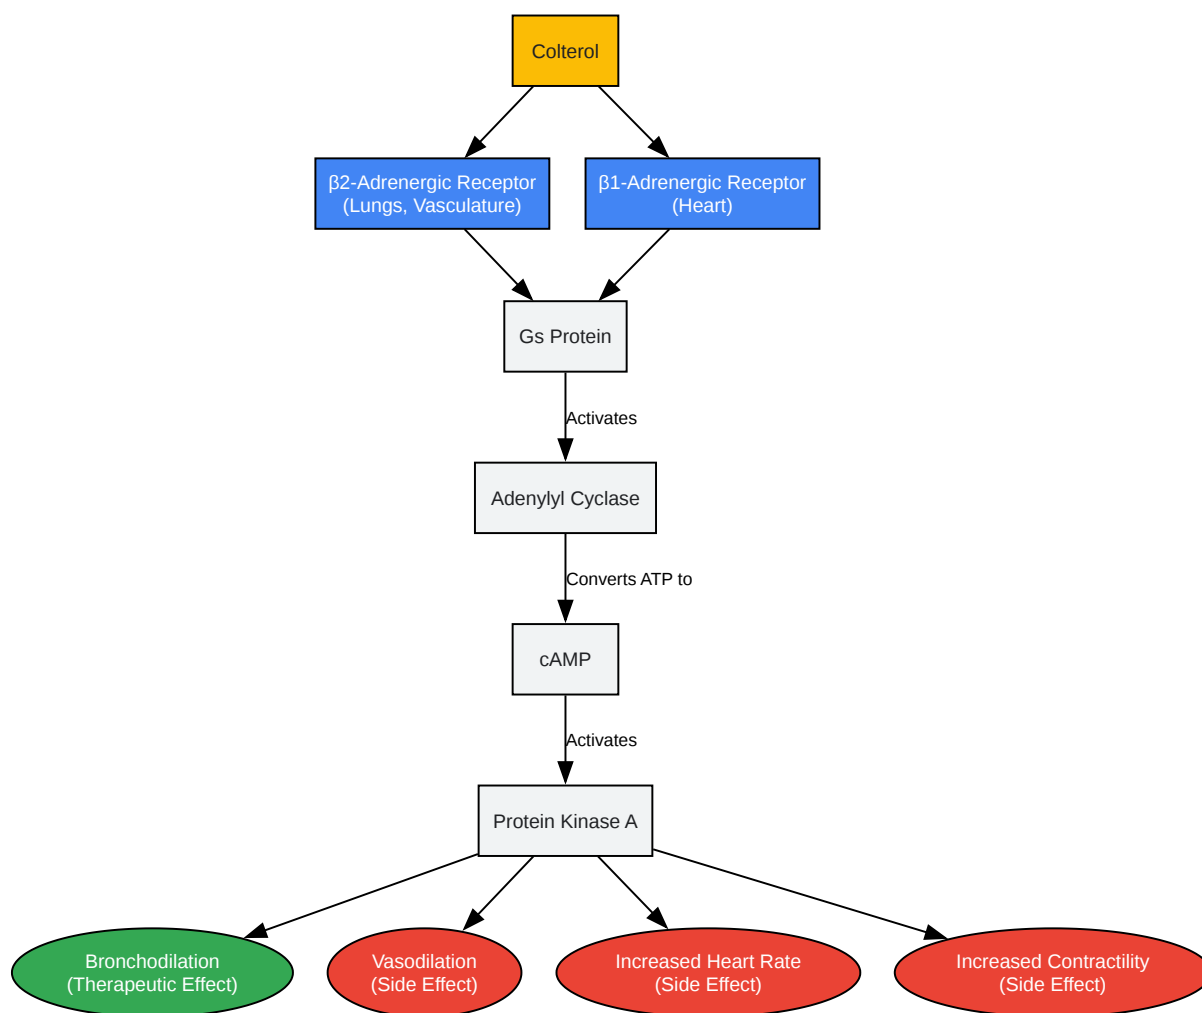 Colterol
β2-Adrenergic Receptor
(Lungs, Vasculature)
β1-Adrenergic Receptor
(Heart)
Gs Protein
Activates
Adenylyl Cyclase
Converts ATP to
cAMP
Activates
Protein Kinase A
Bronchodilation
(Therapeutic Effect)
Vasodilation
(Side Effect)
Increased Heart Rate
(Side Effect)
Increased Contractility
(Side Effect)